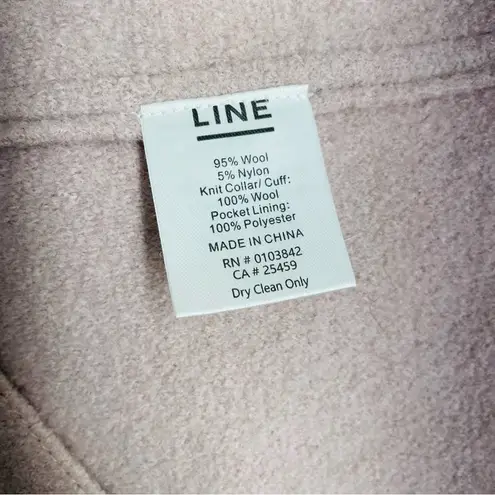 LINE
95% Wool
5% Nylon
Knit Collar/ Cuff:
100% Wool
Pocket Lining:
100% Polyester
MADE IN CHINA
RN # 0103842
CA # 25459
Dry Clean Only